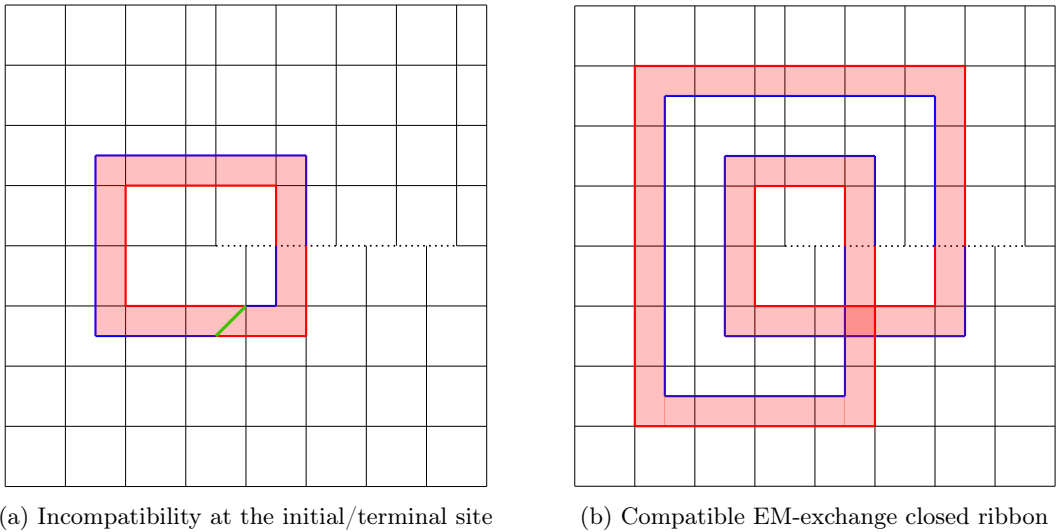 a) Incompatibility at the initial/terminal site
(b) Compatible EM-exchange closed ribbon